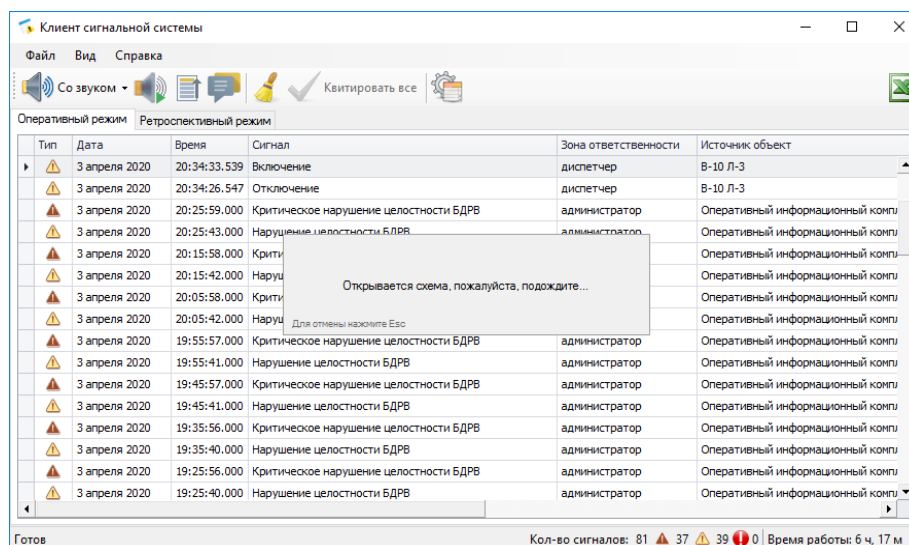 Клиент сигнальной системы
Файл Вид Справка
Со звуком Квитировать все
Оперативный режим Ретроспективный режим
Тип Дата Время Сигнал Зона ответственности Источник объект
3 апреля 2020 20:34:33.539 Включение диспетчер В-10 Л-3
3 апреля 2020 20:34:26.547 Отключение диспетчер В-10 Л-3
3 апреля 2020 20:25:59.000 Критическое нарушение целостности БДРВ администратор Оперативный информационный компл
3 апреля 2020 20:25:43.000 Нарушение целостности БДРВ администратор Оперативный информационный компл
3 апреля 2020 20:15:58.000 Крити администратор Оперативный информационный компл
3 апреля 2020 20:15:42.000 Наруш администратор Оперативный информационный компл
Открывается схема, пожалуйста, подождите...
3 апреля 2020 20:05:58.000 Крити администратор Оперативный информационный компл
3 апреля 2020 20:05:42.000 Наруш администратор Оперативный информационный компл
Для отмены нажмите Esc
3 апреля 2020 19:55:57.000 Критическое нарушение целостности БДРВ администратор Оперативный информационный компл
3 апреля 2020 19:55:41.000 Нарушение целостности БДРВ администратор Оперативный информационный компл
3 апреля 2020 19:45:57.000 Критическое нарушение целостности БДРВ администратор Оперативный информационный компл
3 апреля 2020 19:45:41.000 Нарушение целостности БДРВ администратор Оперативный информационный компл
3 апреля 2020 19:35:56.000 Критическое нарушение целостности БДРВ администратор Оперативный информационный компл
3 апреля 2020 19:35:40.000 Нарушение целостности БДРВ администратор Оперативный информационный компл
3 апреля 2020 19:25:56.000 Критическое нарушение целостности БДРВ администратор Оперативный информационный компл
3 апреля 2020 19:25:40.000 Нарушение целостности БДРВ администратор Оперативный информационный компл
Готов Кол-во сигналов: 81 37 39 0 Время работы: 6 ч, 17 м